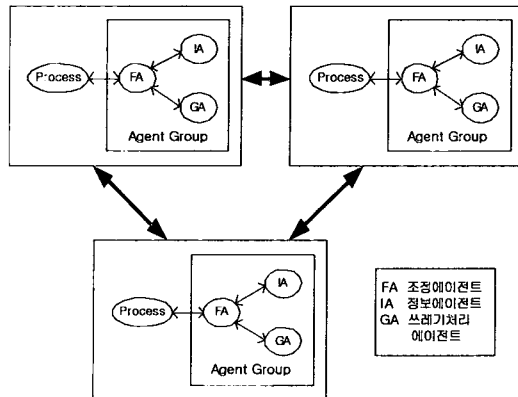 IA
Process
FA
GA
Agent Group
IA
Process
FA
GA
Agent Group
IA
Process
FA
GA
Agent Group
FA 조정에이전트
IA 정보에이전트
GA 쓰레기처리
에이전트